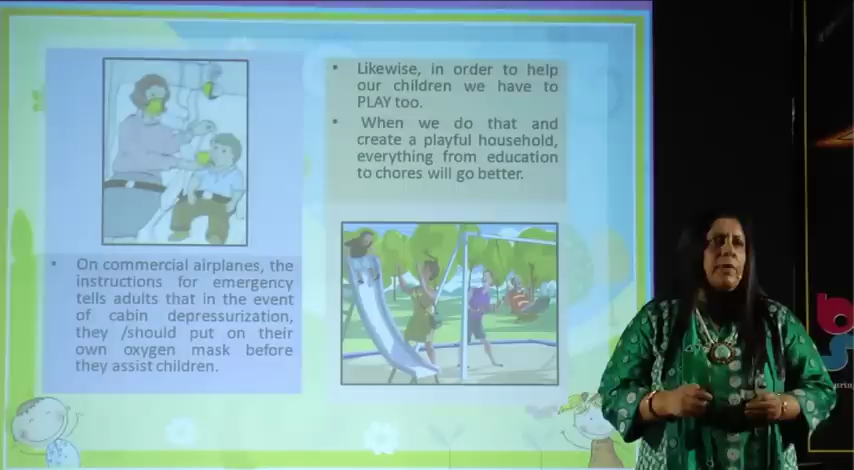 On commercial airplanes, the
instructions for emergency
tells adults that in the event
of cabin depressurization,
they /should put on their
own oxygen mask before
they assist children.
• Likewise, in order to help
our children we have to
PLAY too.
• When we do that and
create a playful household,
everything from education
to chores will go better.